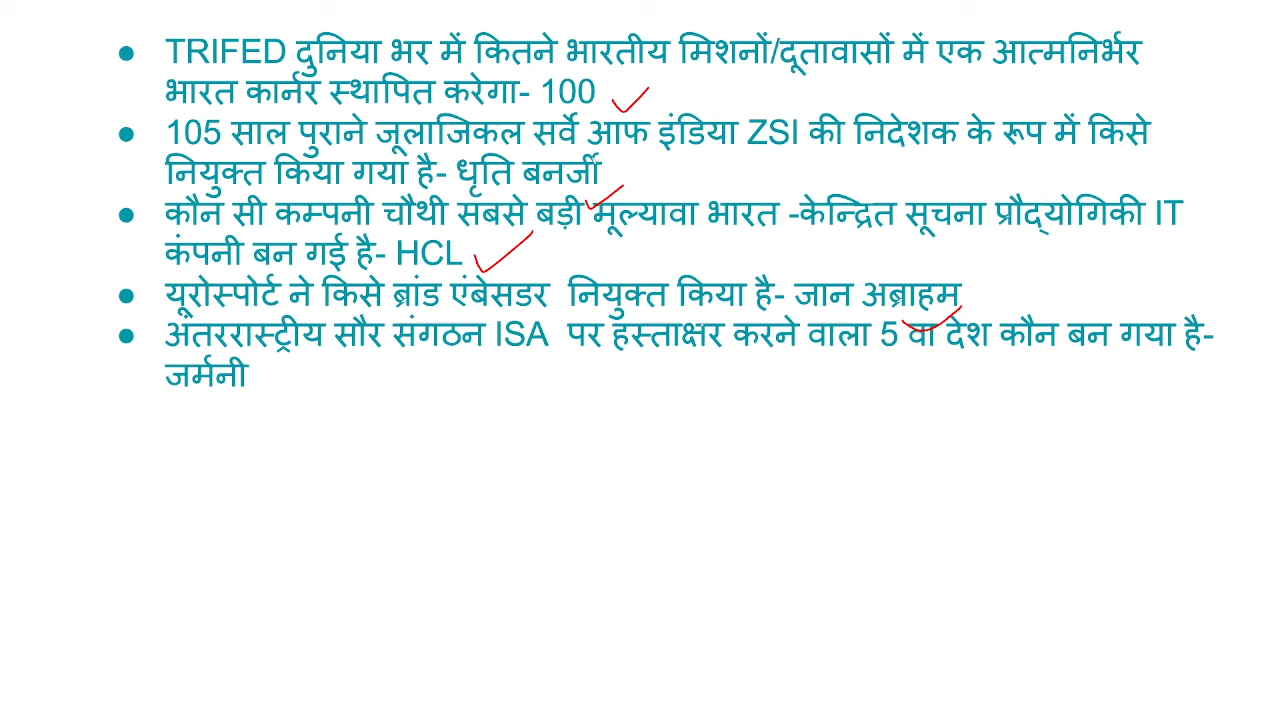 ● TRIFED दुनिया भर में कितने भारतीय मिशनों/दूतावासों में एक आत्मनिर्भर
भारत कार्नर स्थापित करेगा- 100
● 105 साल पुराने जूलाजिकल सर्वे आफ इंडिया ZSI की निदेशक के रूप में किसे
नियुक्त किया गया है- धृति बनर्जी
● कौन सी कम्पनी चौथी सबसे बड़ी मूल्यावा भारत -केन्द्रित सूचना प्रौद्योगिकी IT
कंपनी बन गई है- HCL
● यूरोस्पोर्ट ने किसे ब्रांड एंबेसडर नियुक्त किया है- जान अब्राहम
● अंतररास्ट्रीय सौर संगठन ISA पर हस्ताक्षर करने वाला 5 वा देश कौन बन गया है-
जर्मनी